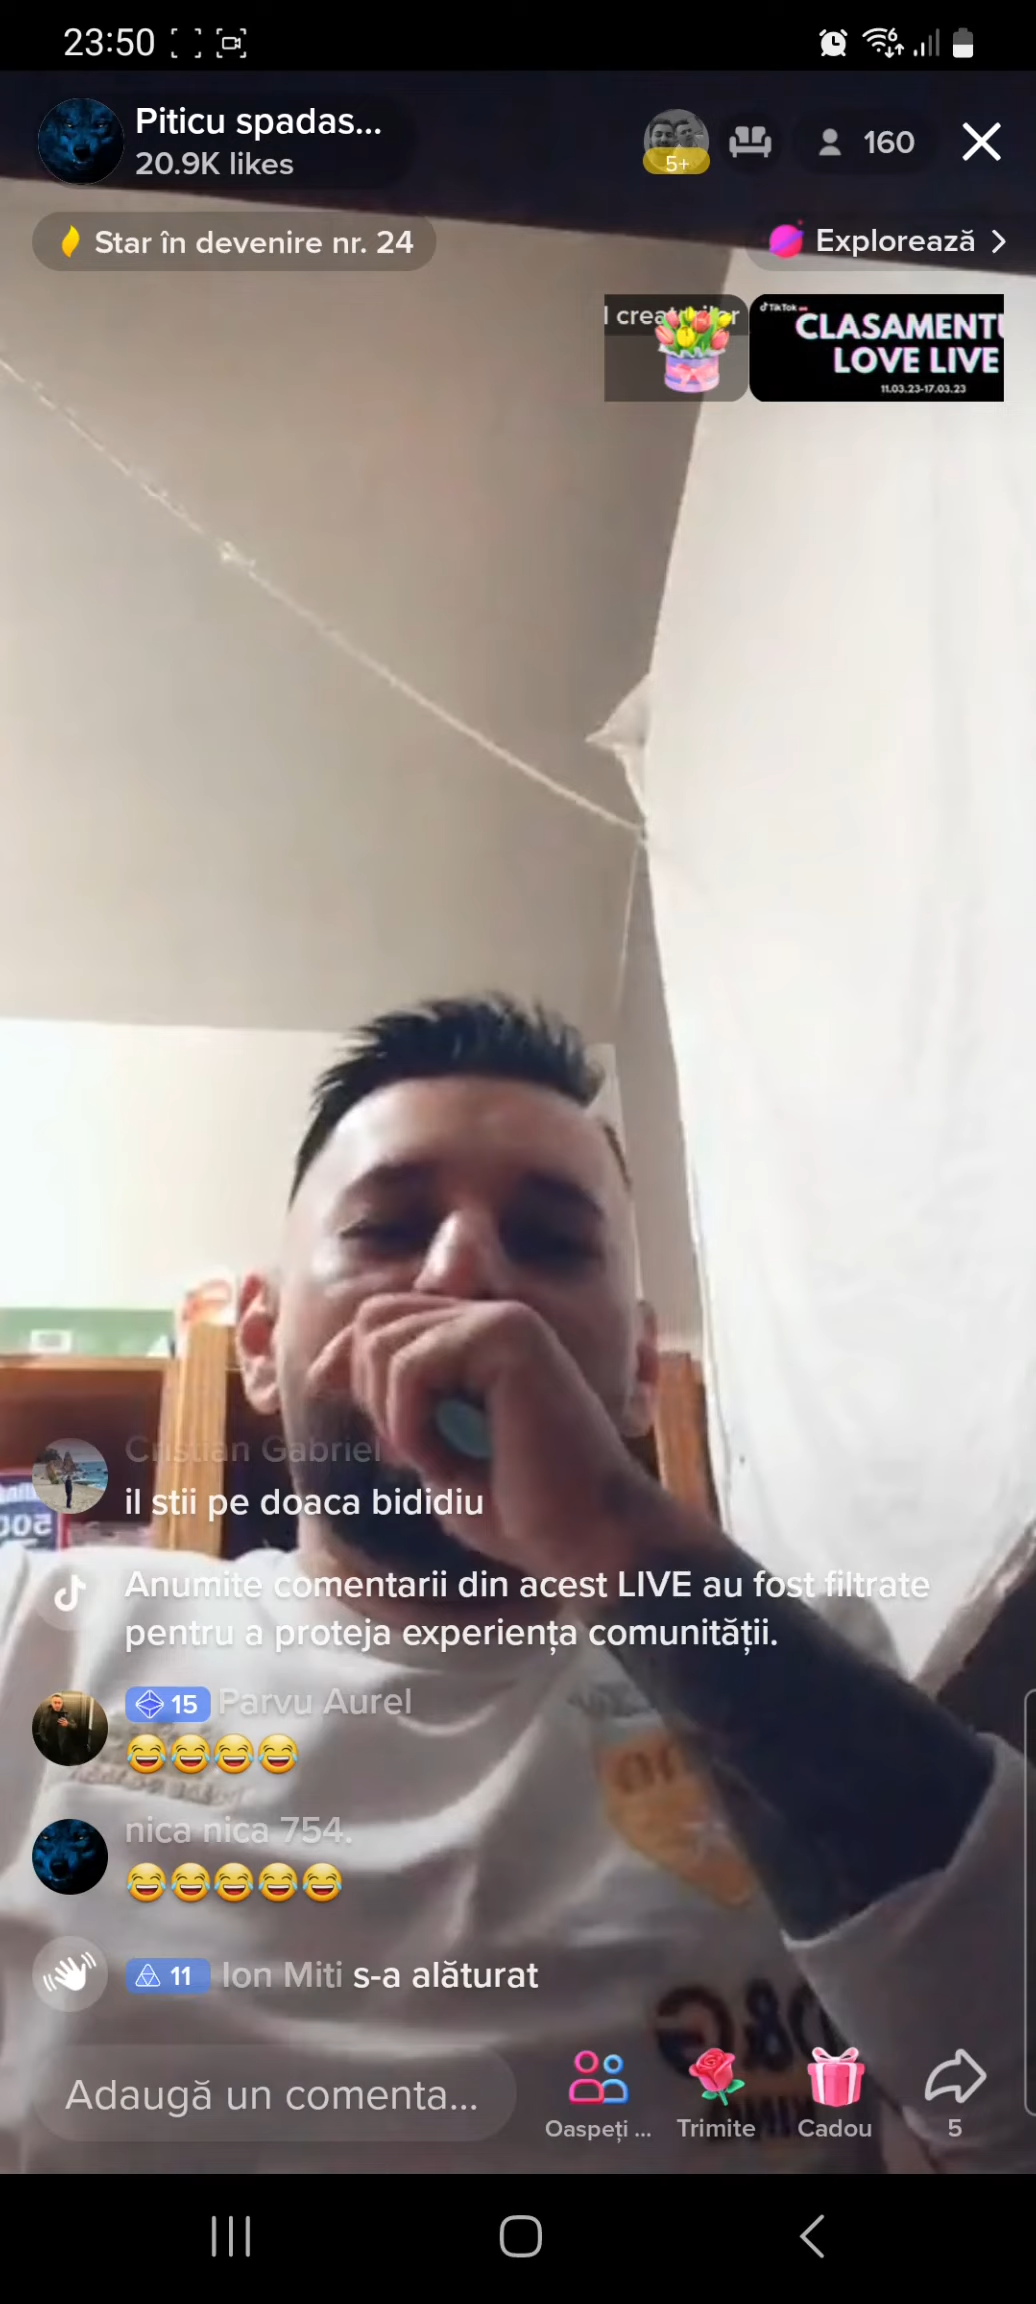 23:50
6
Piticu spadas...
20.9K likes
5+
160
Star în devenire nr. 24
Explorează
TikTok
CLASAMENTU
LOVE LIVE
11.03.23-17.03.23
Cristian Gabriel
il stii pe doaca bididiu
Anumite comentarii din acest LIVE au fost filtrate
pentru a proteja experiența comunității.
15 Parvu Aurel
😂😂😂😂
nica nica 754.
😂😂😂😂😂
11 Ion Miti s-a alăturat
Adaugă un comenta...
Oaspeți ...
Trimite
Cadou
5